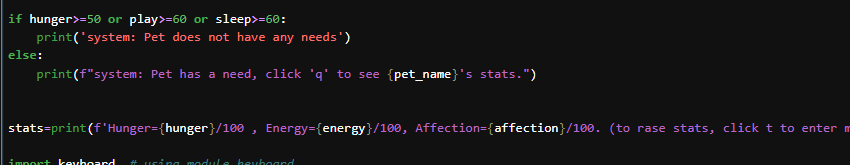 if hunger>=50 or play>=60 or sleep>=60:
print('system: Pet does not have any needs')
else:
print(f"system: Pet has a need, click 'q' to see {pet_name}'s stats.")
stats=print(f'Hunger={hunger}/100 , Energy={energy}/100, Affection={affection}/100. (to rase stats, click t to enter m
import keyboard # using module keyboard